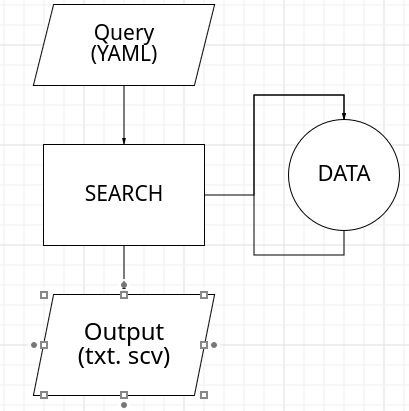 Query
(YAML)
SEARCH
DATA
Output
(txt. scv)